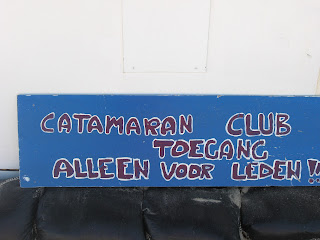 CATAMARAN CLUB
TOEGANG
ALLEEN VOOR LEDEN !!